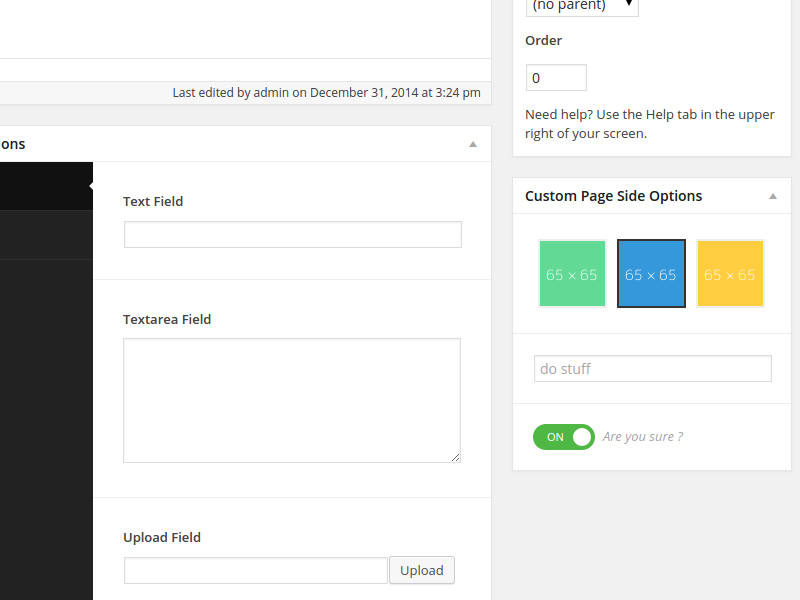 (no parent)
Order
0
Need help? Use the Help tab in the upper
right of your screen.
Last edited by admin on December 31, 2014 at 3:24 pm
ons
Text Field
Textarea Field
Upload Field
Upload
Custom Page Side Options
65 × 65 65 × 65 65 × 65
do stuff
ON Are you sure ?